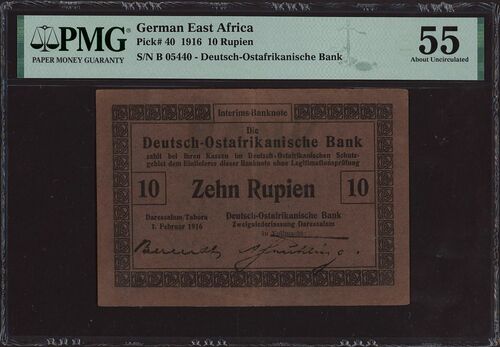 PMG
PAPER MONEY GUARANTY
German East Africa
Pick# 40 1916 10 Rupien
S/N B 05440 - Deutsch-Ostafrikanische Bank
55
About Uncirculated
Interims-Banknote
Die
Deutsch-Ostafrikanische Bank
zahlt bei ihren Kassen im Deutsch-Ostafrikanischen Schutz-
gebiet dem Einlieferer dieser Banknote ohne Legitimationsprüfung
10 Zehn Rupien 10
Daressalam/Tabora
1. Februar 1916
Deutsch-Ostafrikanische Bank
Zweigniederlassung Daressalam
in Vollmacht: